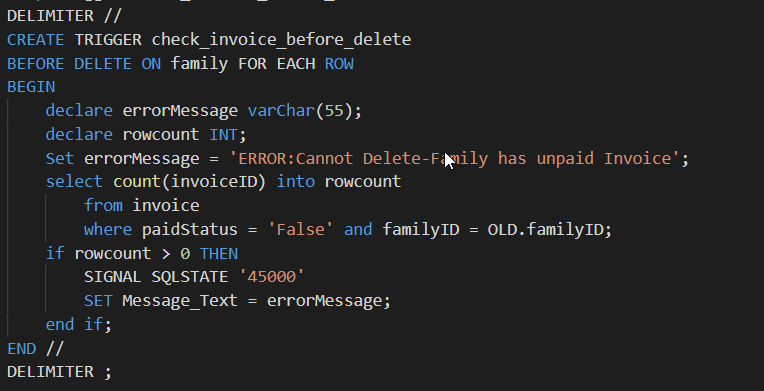 DELIMITER //
CREATE TRIGGER check_invoice_before_delete
BEFORE DELETE ON family FOR EACH ROW
BEGIN
    declare errorMessage varChar(55);
    declare rowcount INT;
    Set errorMessage = 'ERROR:Cannot Delete-Family has unpaid Invoice';
    select count(invoiceID) into rowcount
        from invoice
        where paidStatus = 'False' and familyID = OLD.familyID;
    if rowcount > 0 THEN
        SIGNAL SQLSTATE '45000'
        SET Message_Text = errorMessage;
    end if;
END //
DELIMITER ;